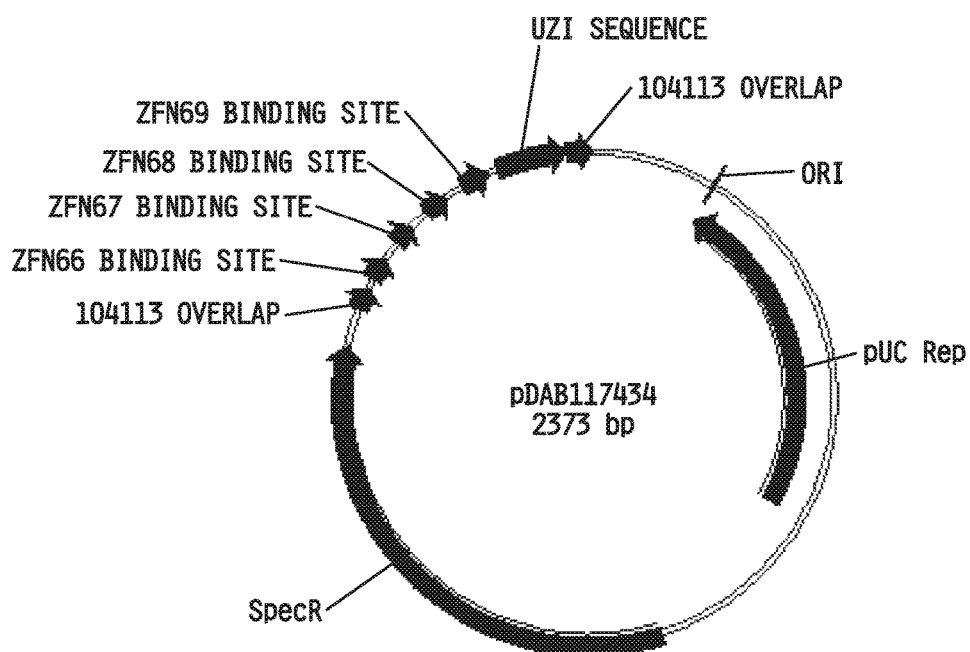 UZI SEQUENCE
104113 OVERLAP
ZFN69 BINDING SITE
ZFN68 BINDING SITE
ORI
ZFN67 BINDING SITE
ZFN66 BINDING SITE
104113 OVERLAP
pUC Rep
pDAB117434
2373 bp
SpecR